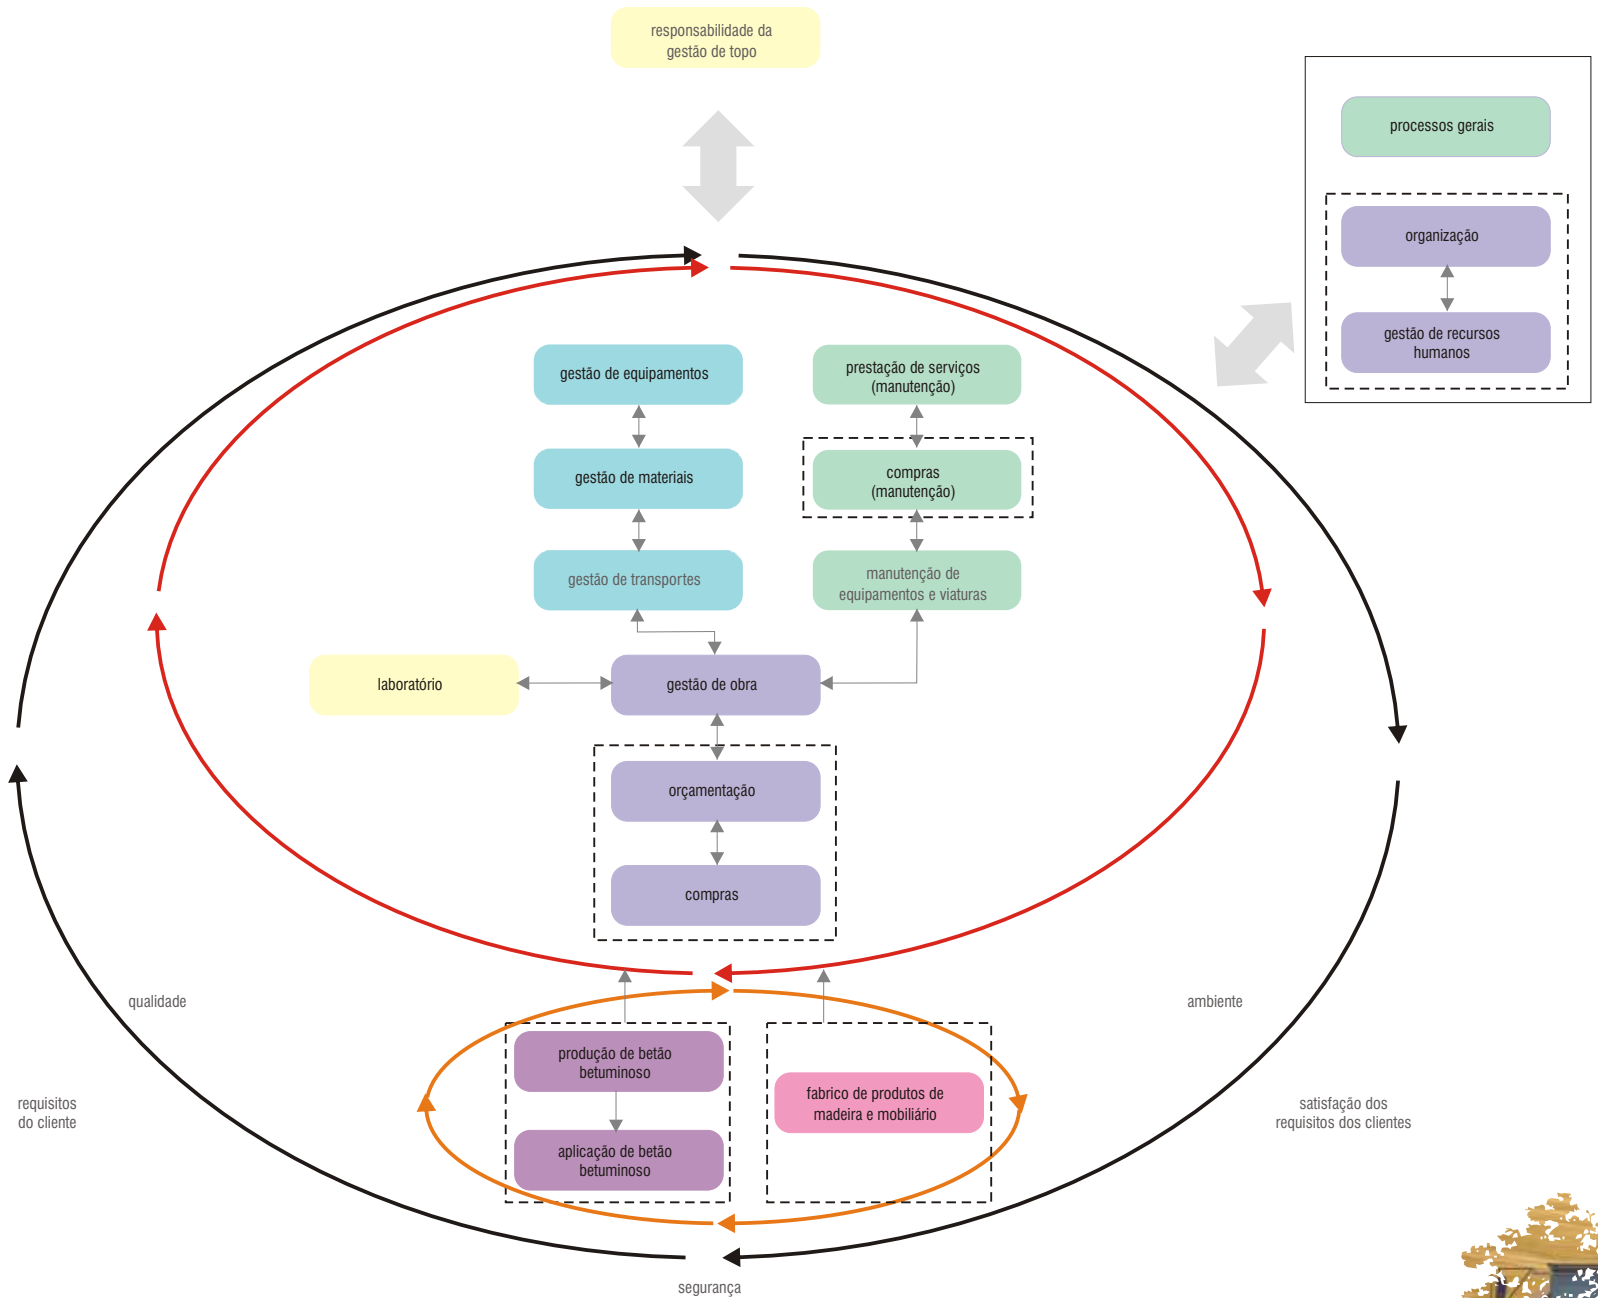 responsabilidade da
gestão de topo
processos gerais
organização
gestão de recursos
humanos
gestão de equipamentos
prestação de serviços
(manutenção)
gestão de materiais
compras
(manutenção)
gestão de transportes
manutenção de
equipamentos e viaturas
laboratório
gestão de obra
orçamentação
compras
qualidade
ambiente
produção de betão
betuminoso
fabrico de produtos de
madeira e mobiliário
requisitos
do cliente
satisfação dos
requisitos dos clientes
aplicação de betão
betuminoso
segurança